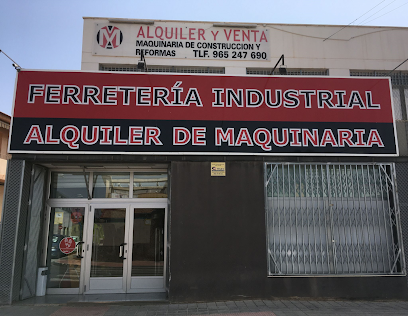 ALQUILER Y VENTA
MAQUINARIA DE CONSTRUCCION Y
REFORMAS TLF. 965 247 690
FERRETERÍA INDUSTRIAL
ALQUILER DE MAQUINARIA